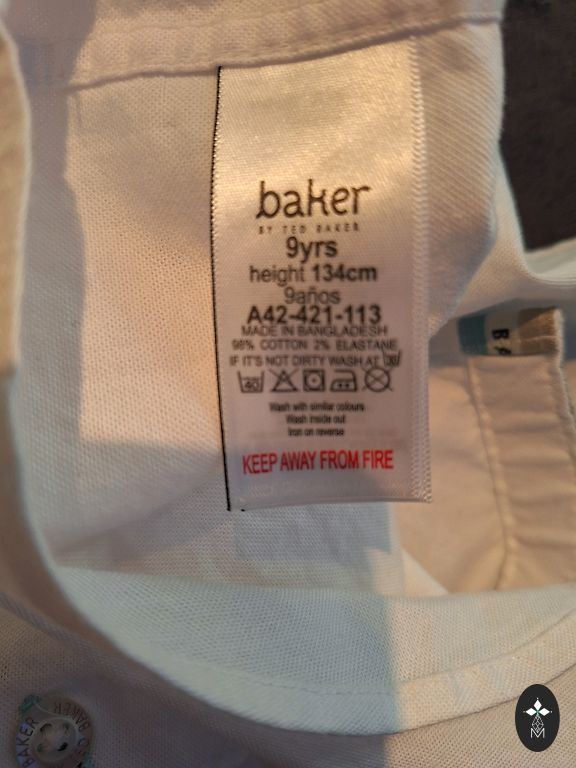 baker
BY TED BAKER
9yrs
height 134cm
9años
A42-421-113
MADE IN BANGLADESH
98% COTTON 2% ELASTANE
IF IT'S NOT DIRTY WASH AT 30
40
Wash with similar colours
Wash inside out
Iron on reverse
KEEP AWAY FROM FIRE
BAKER
BAKER
M